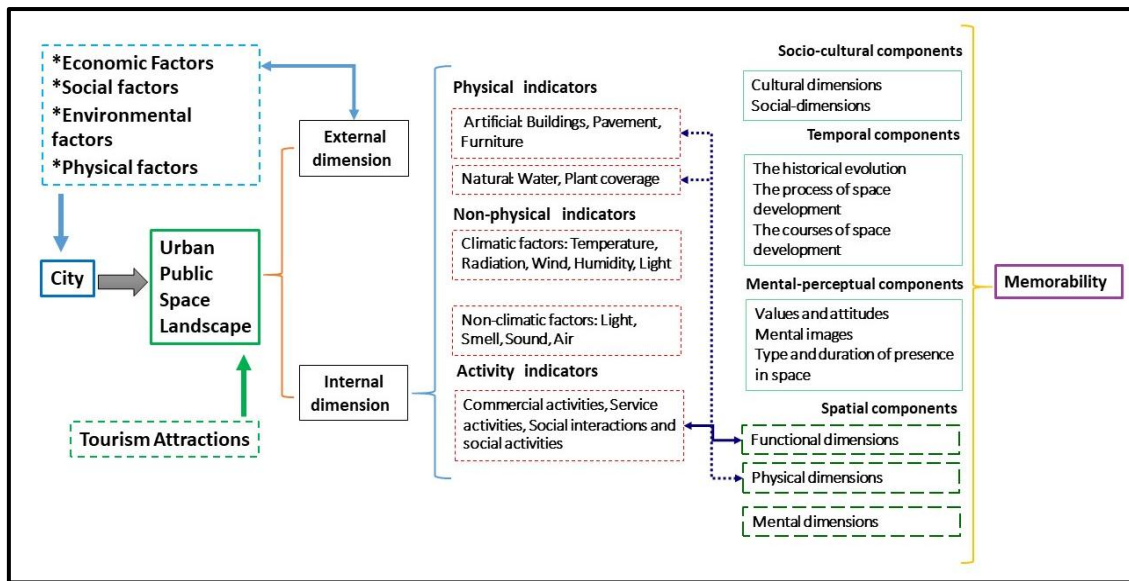 *Economic Factors
*Social factors
*Environmental
factors
*Physical factors
City
Urban
Public
Space
Landscape
Tourism Attractions
External
dimension
Internal
dimension
Physical indicators
Artificial: Buildings, Pavement,
Furniture
Natural: Water, Plant coverage
Non-physical indicators
Climatic factors: Temperature,
Radiation, Wind, Humidity, Light
Non-climatic factors: Light,
Smell, Sound, Air
Activity indicators
Commercial activities, Service
activities, Social interactions and
social activities
Socio-cultural components
Cultural dimensions
Social-dimensions
Temporal components
The historical evolution
The process of space
development
The courses of space
development
Mental-perceptual components
Values and attitudes
Mental images
Type and duration of presence
in space
Spatial components
Functional dimensions
Physical dimensions
Mental dimensions
Memorability